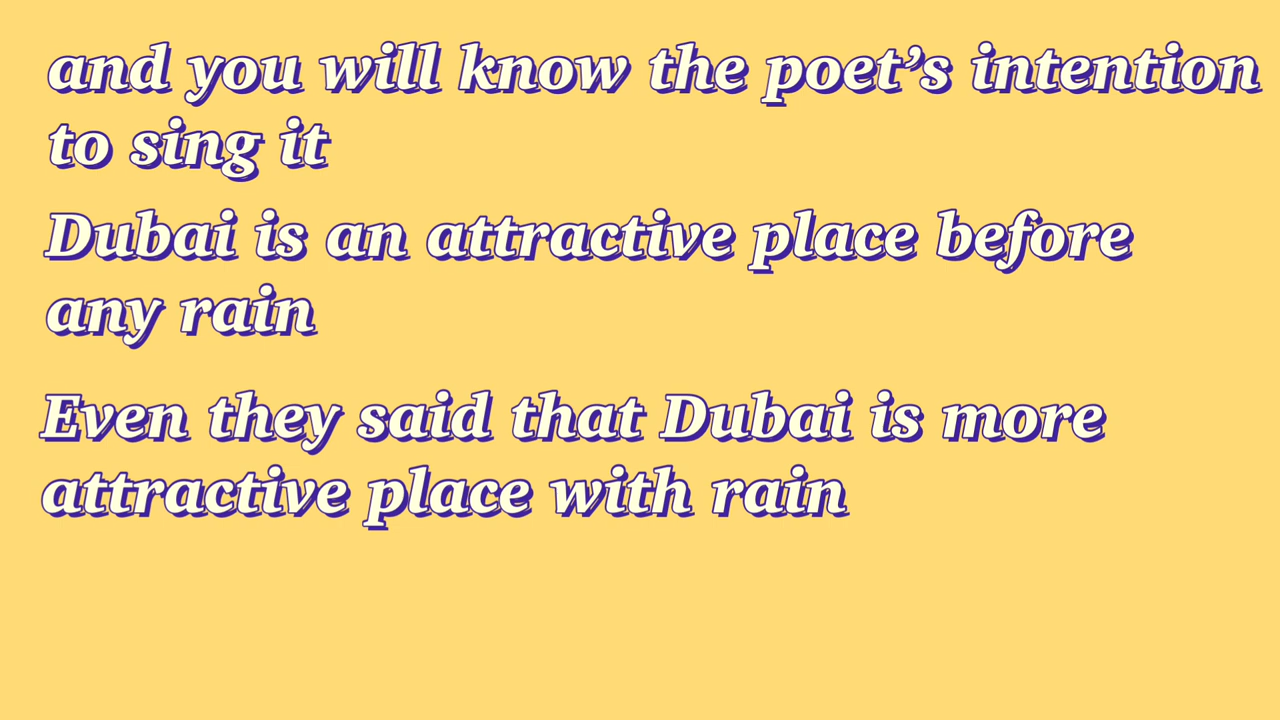 and you will know the poet’s intention
to sing it
Dubai is an attractive place before
any rain
Even they said that Dubai is more
attractive place with rain